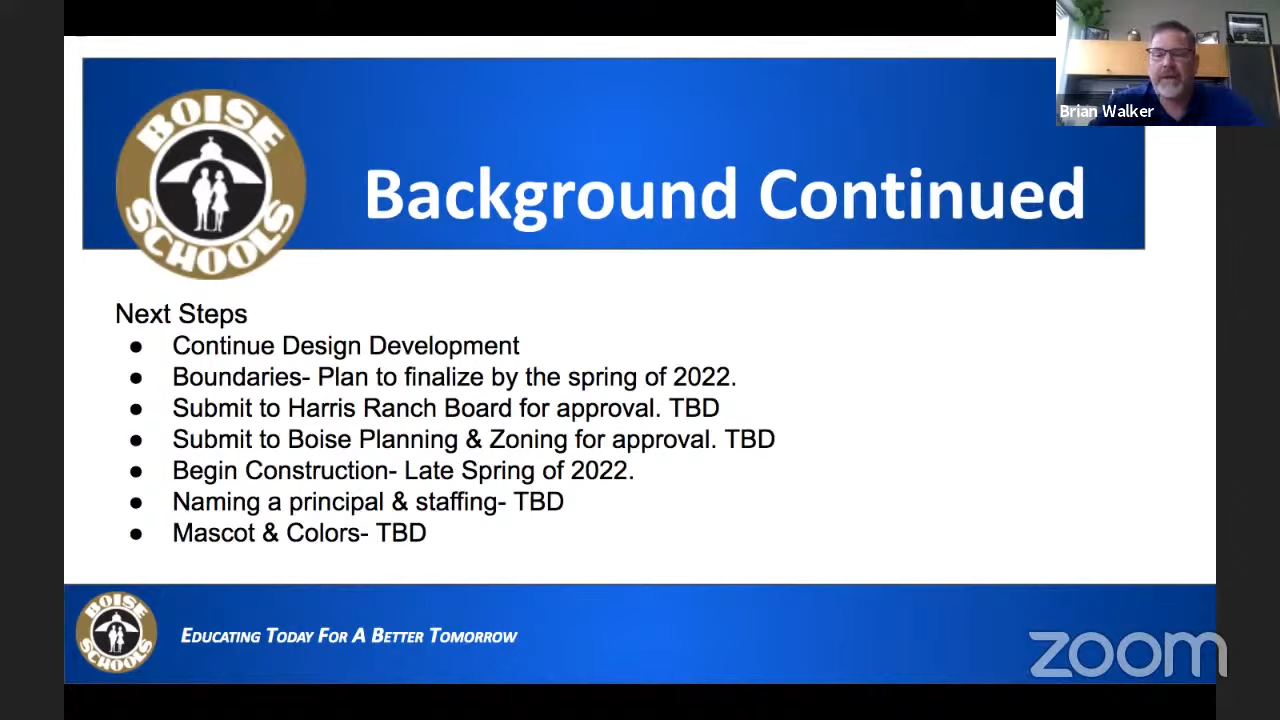 Brian Walker
BOISE
SCHOOLS
Background Continued
Next Steps
● Continue Design Development
● Boundaries- Plan to finalize by the spring of 2022.
● Submit to Harris Ranch Board for approval. TBD
● Submit to Boise Planning & Zoning for approval. TBD
● Begin Construction- Late Spring of 2022.
● Naming a principal & staffing- TBD
● Mascot & Colors- TBD
BOISE
SCHOOLS
EDUCATING TODAY FOR A BETTER TOMORROW
zoom